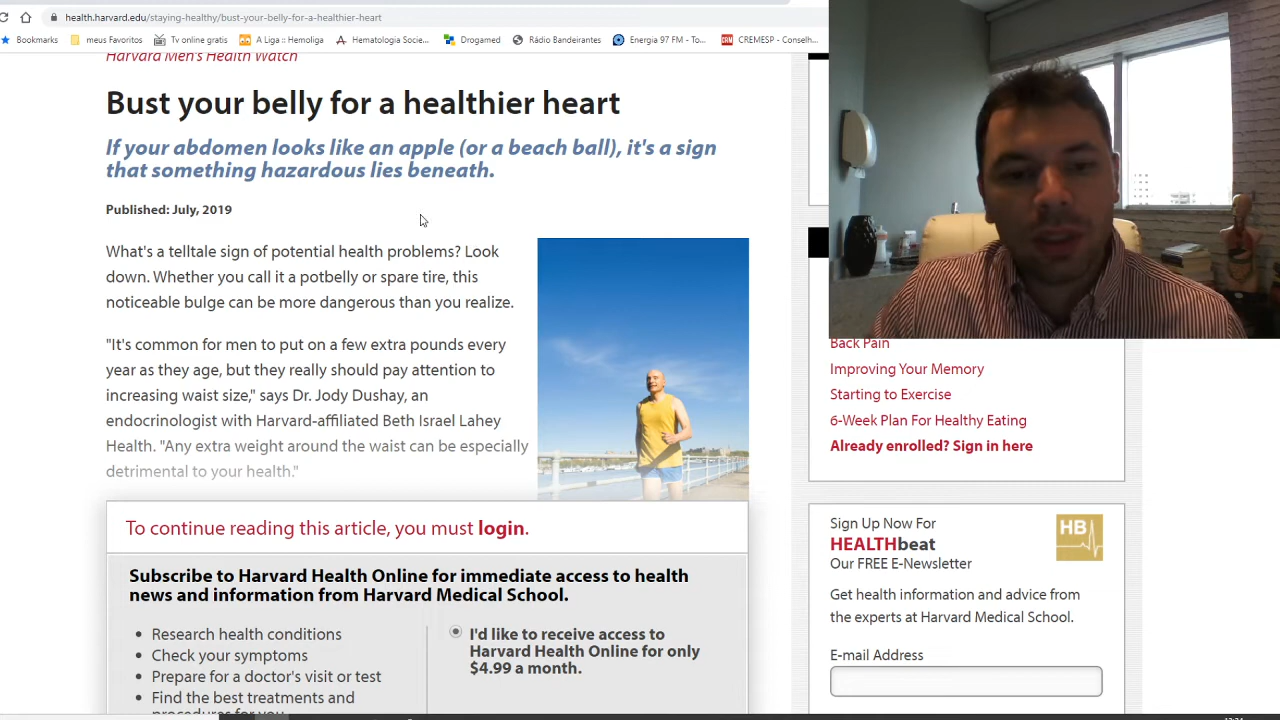 health.harvard.edu/staying-healthy/bust-your-belly-for-a-healthier-heart
Bookmarks
meus Favoritos
Tv online gratis
A Liga :: Hemoliga
Hematologia Socie...
Drogamed
Rádio Bandeirantes
Energia 97 FM - To...
CREMESP - Conselh...
Harvard Men's Health Watch
Bust your belly for a healthier heart
If your abdomen looks like an apple (or a beach ball), it's a sign
that something hazardous lies beneath.
Published: July, 2019
What's a telltale sign of potential health problems? Look
down. Whether you call it a potbelly or spare tire, this
noticeable bulge can be more dangerous than you realize.
"It's common for men to put on a few extra pounds every
year as they age, but they really should pay attention to
increasing waist size," says Dr. Jody Dushay, an
endocrinologist with Harvard-affiliated Beth Israel Lahey
Health. "Any extra weight around the waist can be especially
detrimental to your health."
To continue reading this article, you must login.
Subscribe to Harvard Health Online for immediate access to health
news and information from Harvard Medical School.
• Research health conditions
• Check your symptoms
• Prepare for a doctor's visit or test
• Find the best treatments and
procedures for you
I'd like to receive access to
Harvard Health Online for only
$4.99 a month.
Back Pain
Improving Your Memory
Starting to Exercise
6-Week Plan For Healthy Eating
Already enrolled? Sign in here
Sign Up Now For
HEALTHbeat
Our FREE E-Newsletter
HB
Get health information and advice from
the experts at Harvard Medical School.
E-mail Address